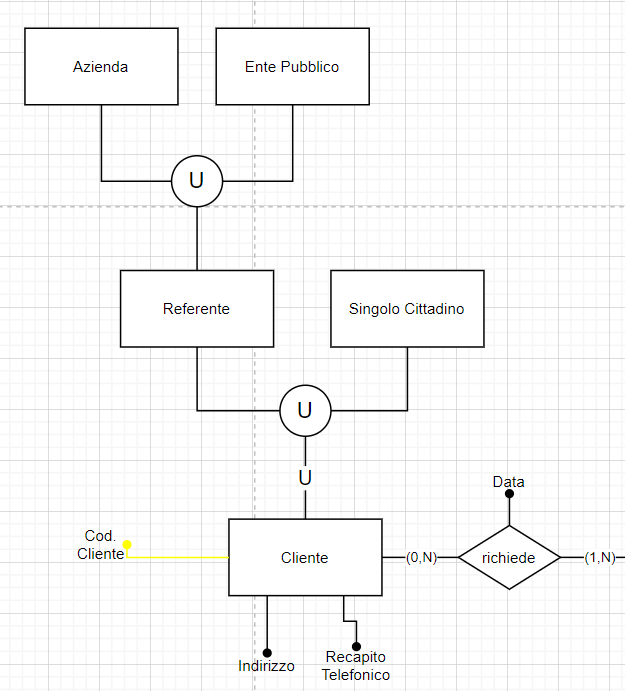 Azienda
Ente Pubblico
U
Referente
Singolo Cittadino
U
U
Data
Cod.
Cliente
Cliente
(0,N)
richiede
(1,N)
Indirizzo
Recapito
Telefonico